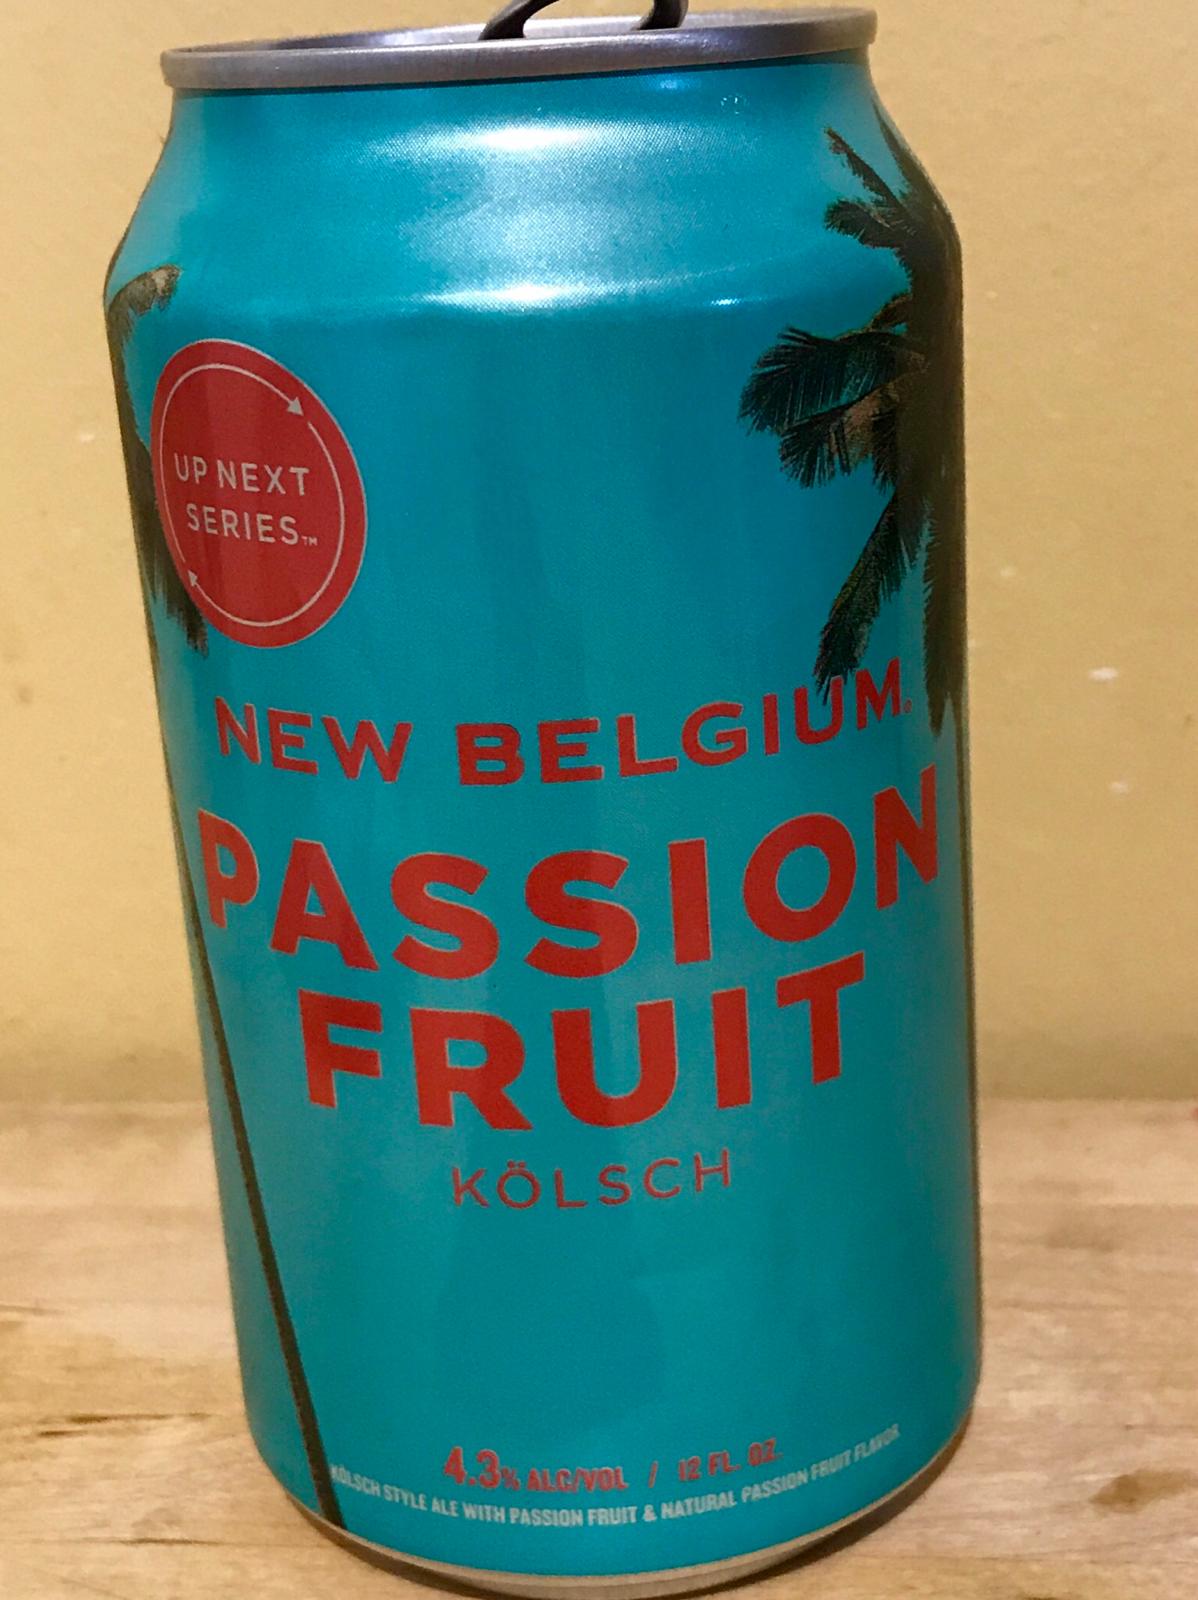 UP NEXT
SERIES™
NEW BELGIUM®
PASSION
FRUIT
KÖLSCH
4.3% ALC/VOL / 12 FL. OZ.
KÖLSCH STYLE ALE WITH PASSION FRUIT & NATURAL PASSION FRUIT FLAVOR